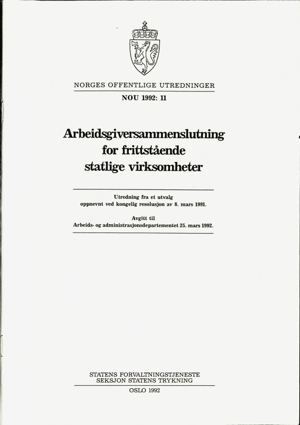 NORGES OFFENTLIGE UTREDNINGER
NOU 1992: 11
Arbeidsgiversammenslutning
for frittstående
statlige virksomheter
Utredning fra et utvalg
oppnevnt ved kongelig resolusjon av 8. mars 1991.
Avgitt til
Arbeids- og administrasjonsdepartementet 25. mars 1992.
STATENS FORVALTNINGSTJENESTE
SEKSJON STATENS TRYKNING
OSLO 1992